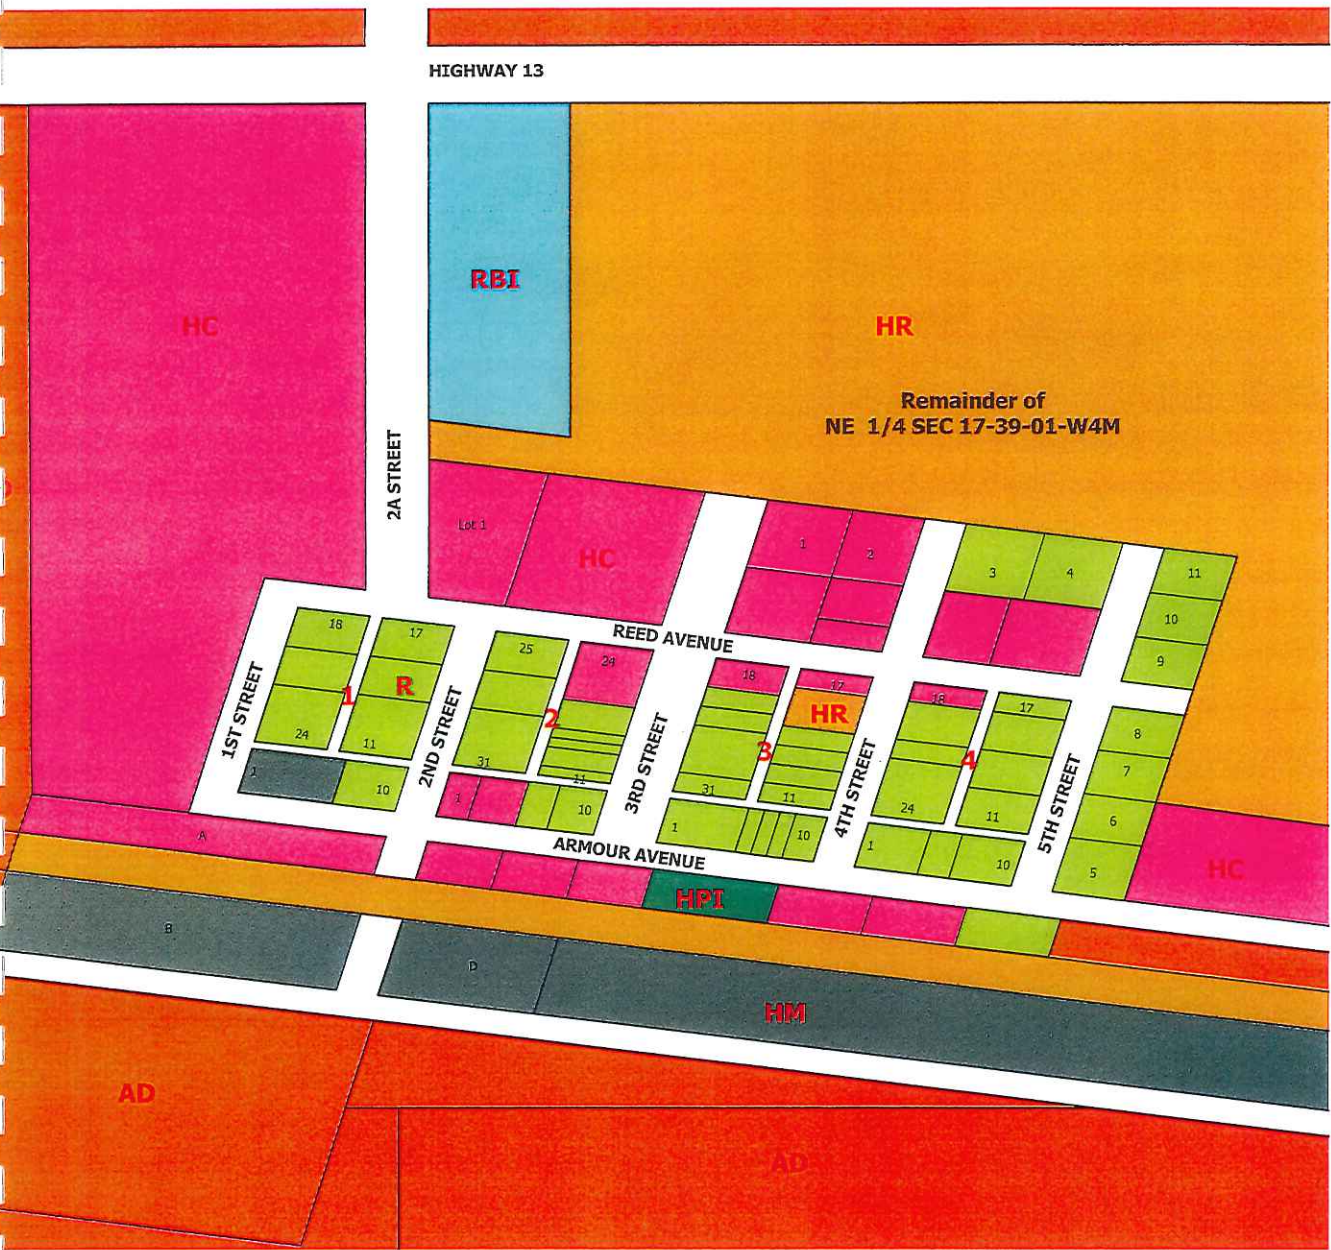 HIGHWAY 13
RBI
HC
HR
Remainder of
NE 1/4 SEC 17-39-01-W4M
2A STREET
Lot 1
HC
1
2
3
4
11
10
9
REED AVENUE
18
17
25
24
18
17
18
17
1
R
2
HR
3
4
1ST STREET
2ND STREET
3RD STREET
4TH STREET
5TH STREET
8
7
6
5
24
11
31
11
31
11
24
11
1
10
1
10
1
10
1
10
ARMOUR AVENUE
A
HPI
HC
B
D
HM
AD
AD